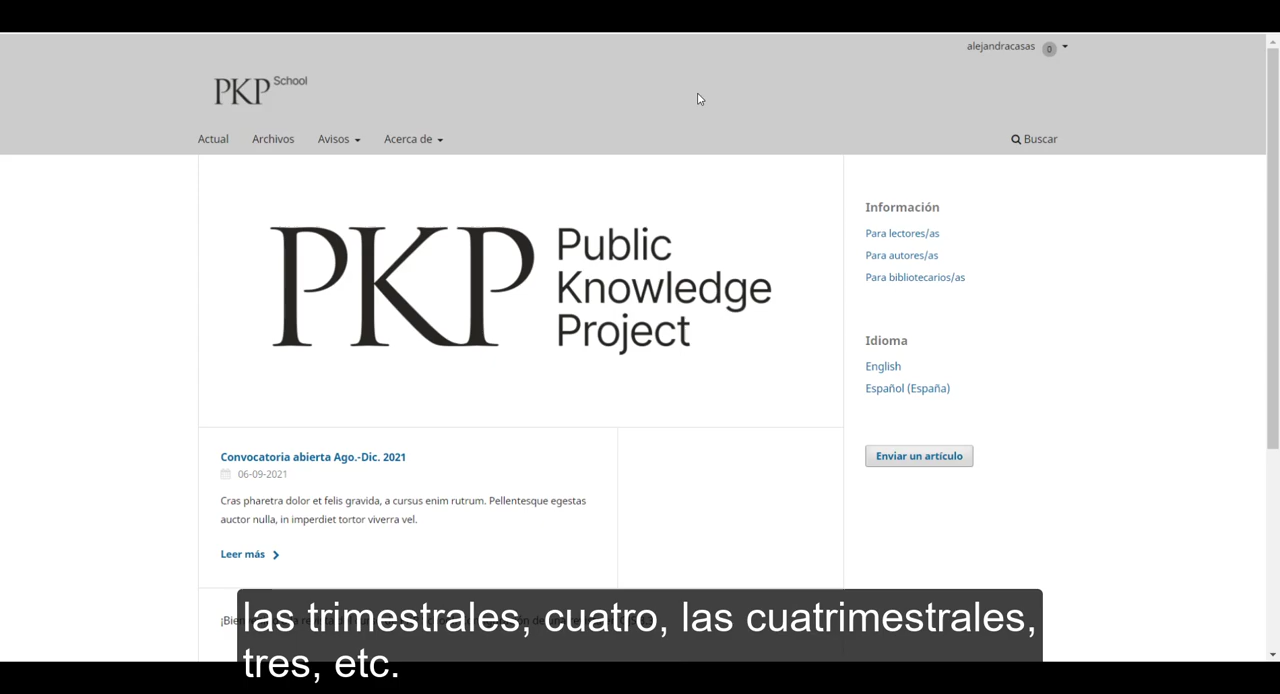 alejandracasas 0
PKP School
Actual Archivos Avisos Acerca de Buscar
PKP Public
Knowledge
Project
Información
Para lectores/as
Para autores/as
Para bibliotecarios/as
Idioma
English
Español (España)
Enviar un artículo
Convocatoria abierta Ago.-Dic. 2021
06-09-2021
Cras pharetra dolor et felis gravida, a cursus enim rutrum. Pellentesque egestas
auctor nulla, in imperdiet tortor viverra vel.
Leer más
las trimestrales, cuatro, las cuatrimestrales,
tres, etc.